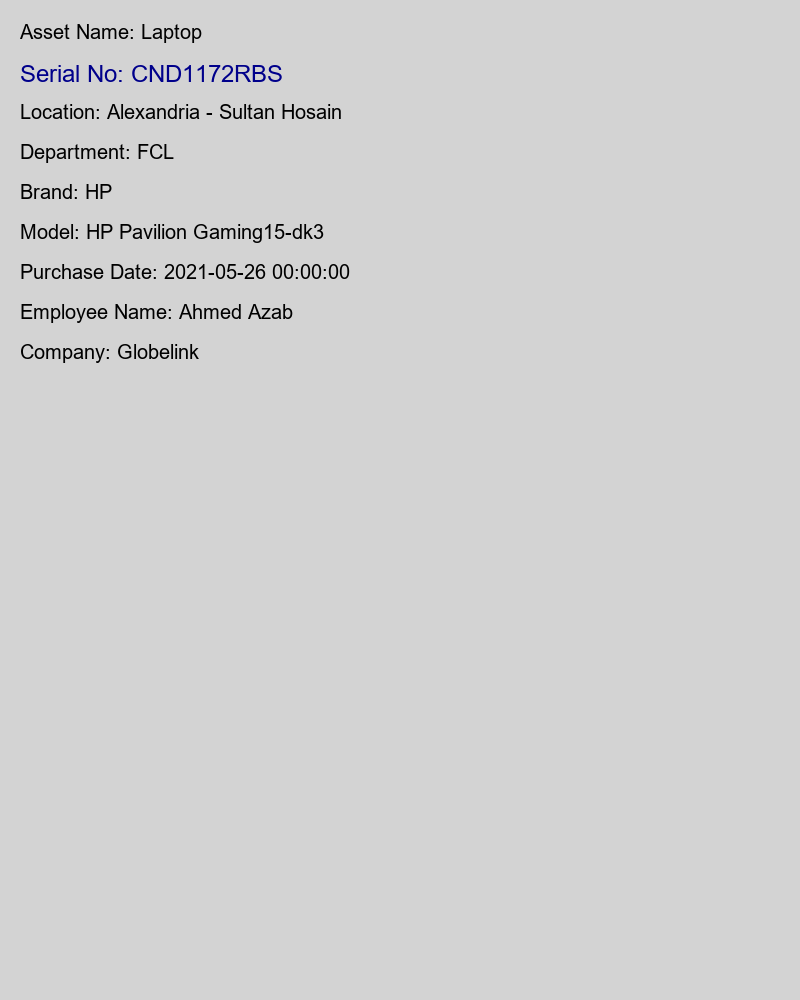 Asset Name: Laptop
Serial No: CND1172RBS
Location: Alexandria - Sultan Hosain
Department: FCL
Brand: HP
Model: HP Pavilion Gaming15-dk3
Purchase Date: 2021-05-26 00:00:00
Employee Name: Ahmed Azab
Company: Globelink